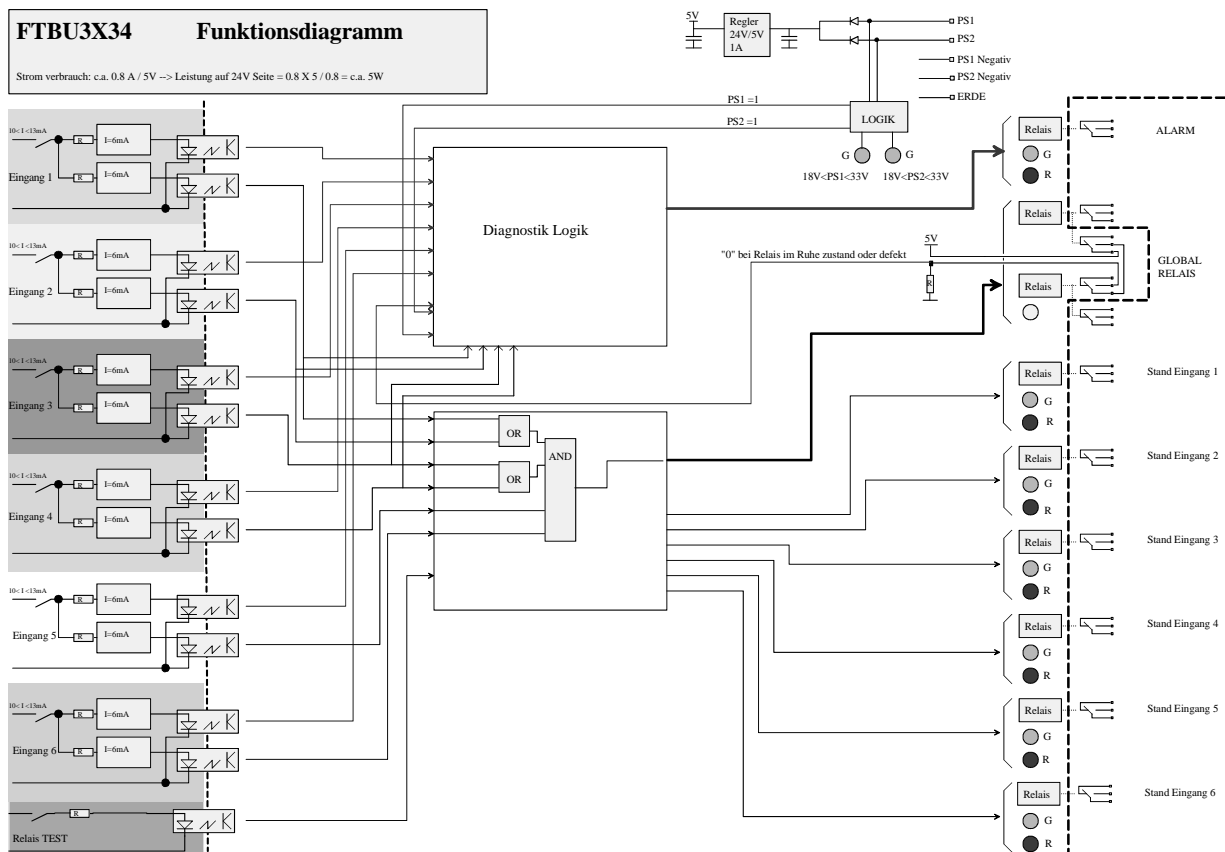 FTBU3X34 Funktionsdiagramm
Strom verbrauch: c.a. 0.8 A / 5V --> Leistung auf 24V Seite = 0.8 X 5 / 0.8 = c.a. 5W
5V
Regler
24V/5V
1A
PS1
PS2
PS1 Negativ
PS2 Negativ
ERDE
PS1 =1
PS2 =1
LOGIK
G
G
18V<PS1<33V
18V<PS2<33V
10< I <13mA
R
I=6mA
R
I=6mA
Eingang 1
10< I <13mA
R
I=6mA
R
I=6mA
Eingang 2
10< I <13mA
R
I=6mA
R
I=6mA
Eingang 3
10< I <13mA
R
I=6mA
R
I=6mA
Eingang 4
10< I <13mA
R
I=6mA
R
I=6mA
Eingang 5
10< I <13mA
R
I=6mA
R
I=6mA
Eingang 6
R
Relais TEST
Diagnostik Logik
"0" bei Relais im Ruhe zustand oder defekt
5V
R
OR
OR
AND
Relais
G
R
ALARM
Relais
Relais
GLOBAL
RELAIS
Relais
G
R
Stand Eingang 1
Relais
G
R
Stand Eingang 2
Relais
G
R
Stand Eingang 3
Relais
G
R
Stand Eingang 4
Relais
G
R
Stand Eingang 5
Relais
G
R
Stand Eingang 6